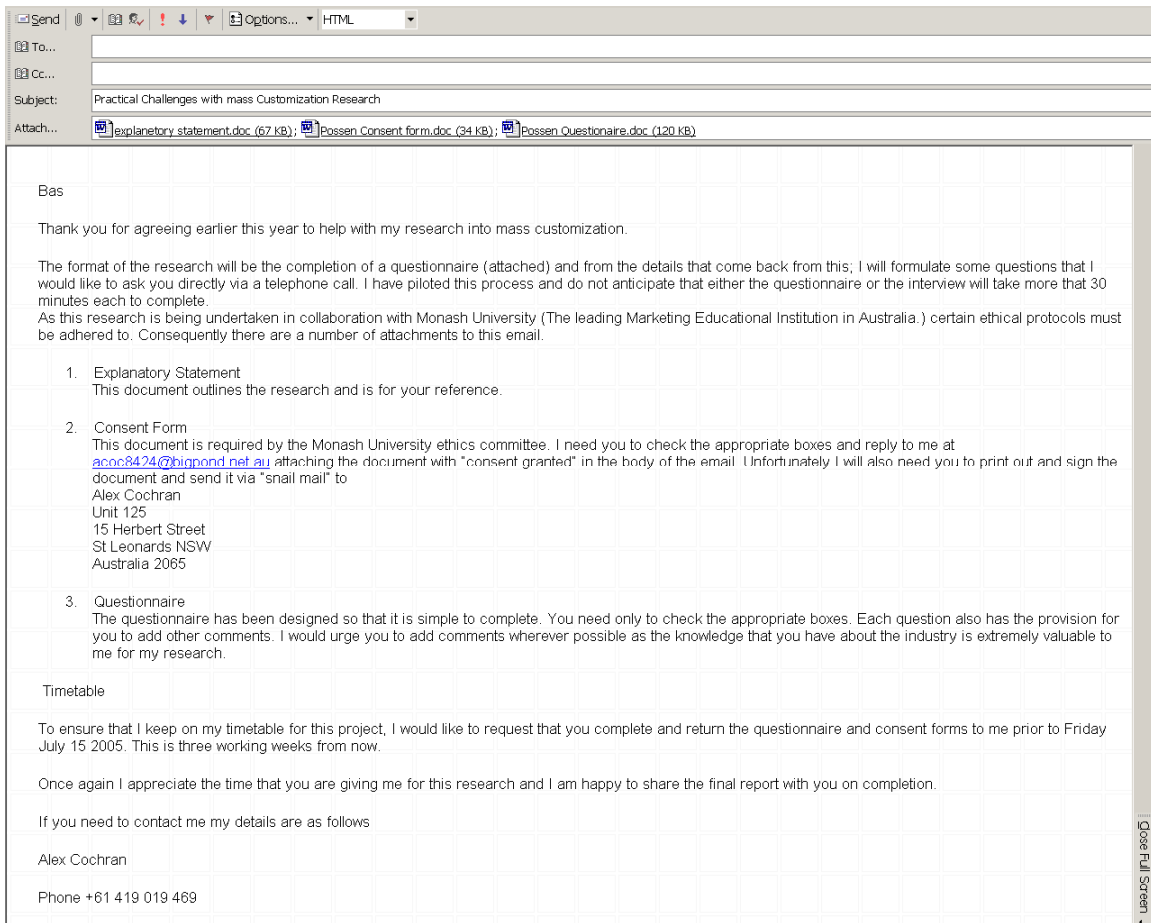 Send Options... HTML
To...
Cc...
Subject: Practical Challenges with mass Customization Research
Attach... explanetory statement.doc (67 KB); Possen Consent form.doc (34 KB); Possen Questionaire.doc (120 KB)
Bas
Thank you for agreeing earlier this year to help with my research into mass customization.
The format of the research will be the completion of a questionnaire (attached) and from the details that come back from this; I will formulate some questions that I
would like to ask you directly via a telephone call. I have piloted this process and do not anticipate that either the questionnaire or the interview will take more that 30
minutes each to complete.
As this research is being undertaken in collaboration with Monash University (The leading Marketing Educational Institution in Australia.) certain ethical protocols must
be adhered to. Consequently there are a number of attachments to this email.
1. Explanatory Statement
This document outlines the research and is for your reference.
2. Consent Form
This document is required by the Monash University ethics committee. I need you to check the appropriate boxes and reply to me at
acoc8424@bigpond.net.au attaching the document with "consent granted" in the body of the email. Unfortunately I will also need you to print out and sign the
document and send it via "snail mail" to
Alex Cochran
Unit 125
15 Herbert Street
St Leonards NSW
Australia 2065
3. Questionnaire
The questionnaire has been designed so that it is simple to complete. You need only to check the appropriate boxes. Each question also has the provision for
you to add other comments. I would urge you to add comments wherever possible as the knowledge that you have about the industry is extremely valuable to
me for my research.
Timetable
To ensure that I keep on my timetable for this project, I would like to request that you complete and return the questionnaire and consent forms to me prior to Friday
July 15 2005. This is three working weeks from now.
Once again I appreciate the time that you are giving me for this research and I am happy to share the final report with you on completion.
If you need to contact me my details are as follows
Alex Cochran
Phone +61 419 019 469
Close Full Screen